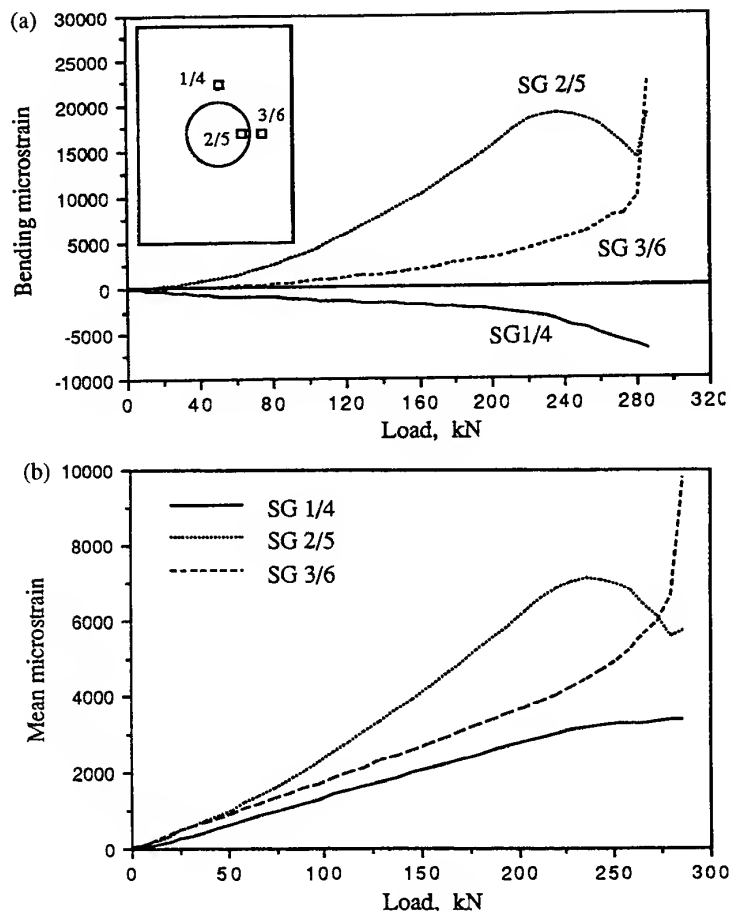 (a)
30000
25000
20000
15000
10000
5000
0
-5000
-10000
Bending microstrain
1/4
2/5
3/6
SG 2/5
SG 3/6
SG1/4
0 40 80 120 160 200 240 280 320
Load, kN
(b)
10000
8000
6000
4000
2000
0
Mean microstrain
SG 1/4
SG 2/5
SG 3/6
0 50 100 150 200 250 300
Load, kN